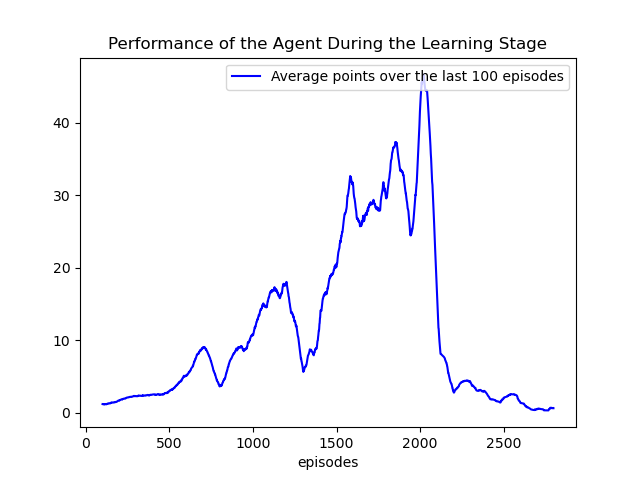 Performance of the Agent During the Learning Stage
Average points over the last 100 episodes
40
30
20
10
0
0 500 1000 1500 2000 2500
episodes